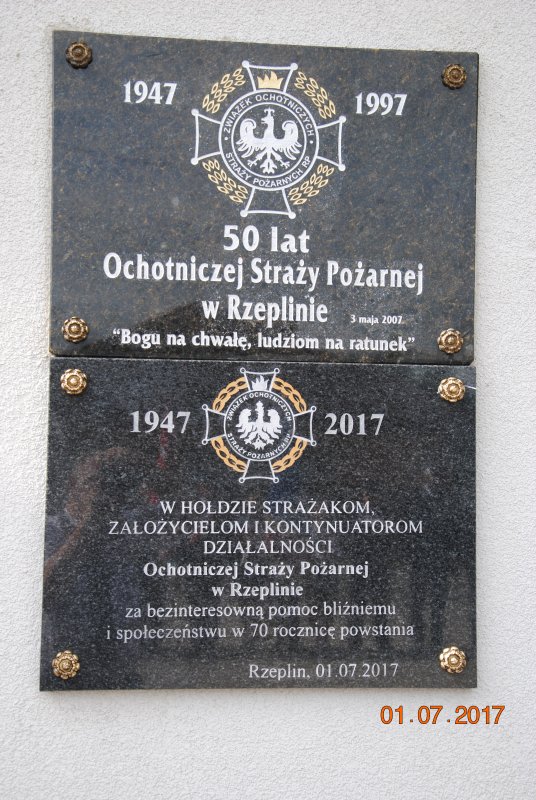 1947
1997
ZWIĄZEK OCHOTNICZYCH
STRAŻY POŻARNYCH RP
50 lat
Ochotniczej Straży Pożarnej
w Rzeplinie
3 maja 2007
“Bogu na chwałę, ludziom na ratunek”
1947
2017
ZWIĄZEK OCHOTNICZYCH
STRAŻY POŻARNYCH RP
W HOŁDZIE STRAŻAKOM,
ZAŁOŻYCIELOM I KONTYNUATOROM
DZIAŁALNOŚCI
Ochotniczej Straży Pożarnej
w Rzeplinie
za bezinteresowną pomoc bliźniemu
i społeczeństwu w 70 rocznicę powstania
Rzeplin, 01.07.2017
01.07.2017